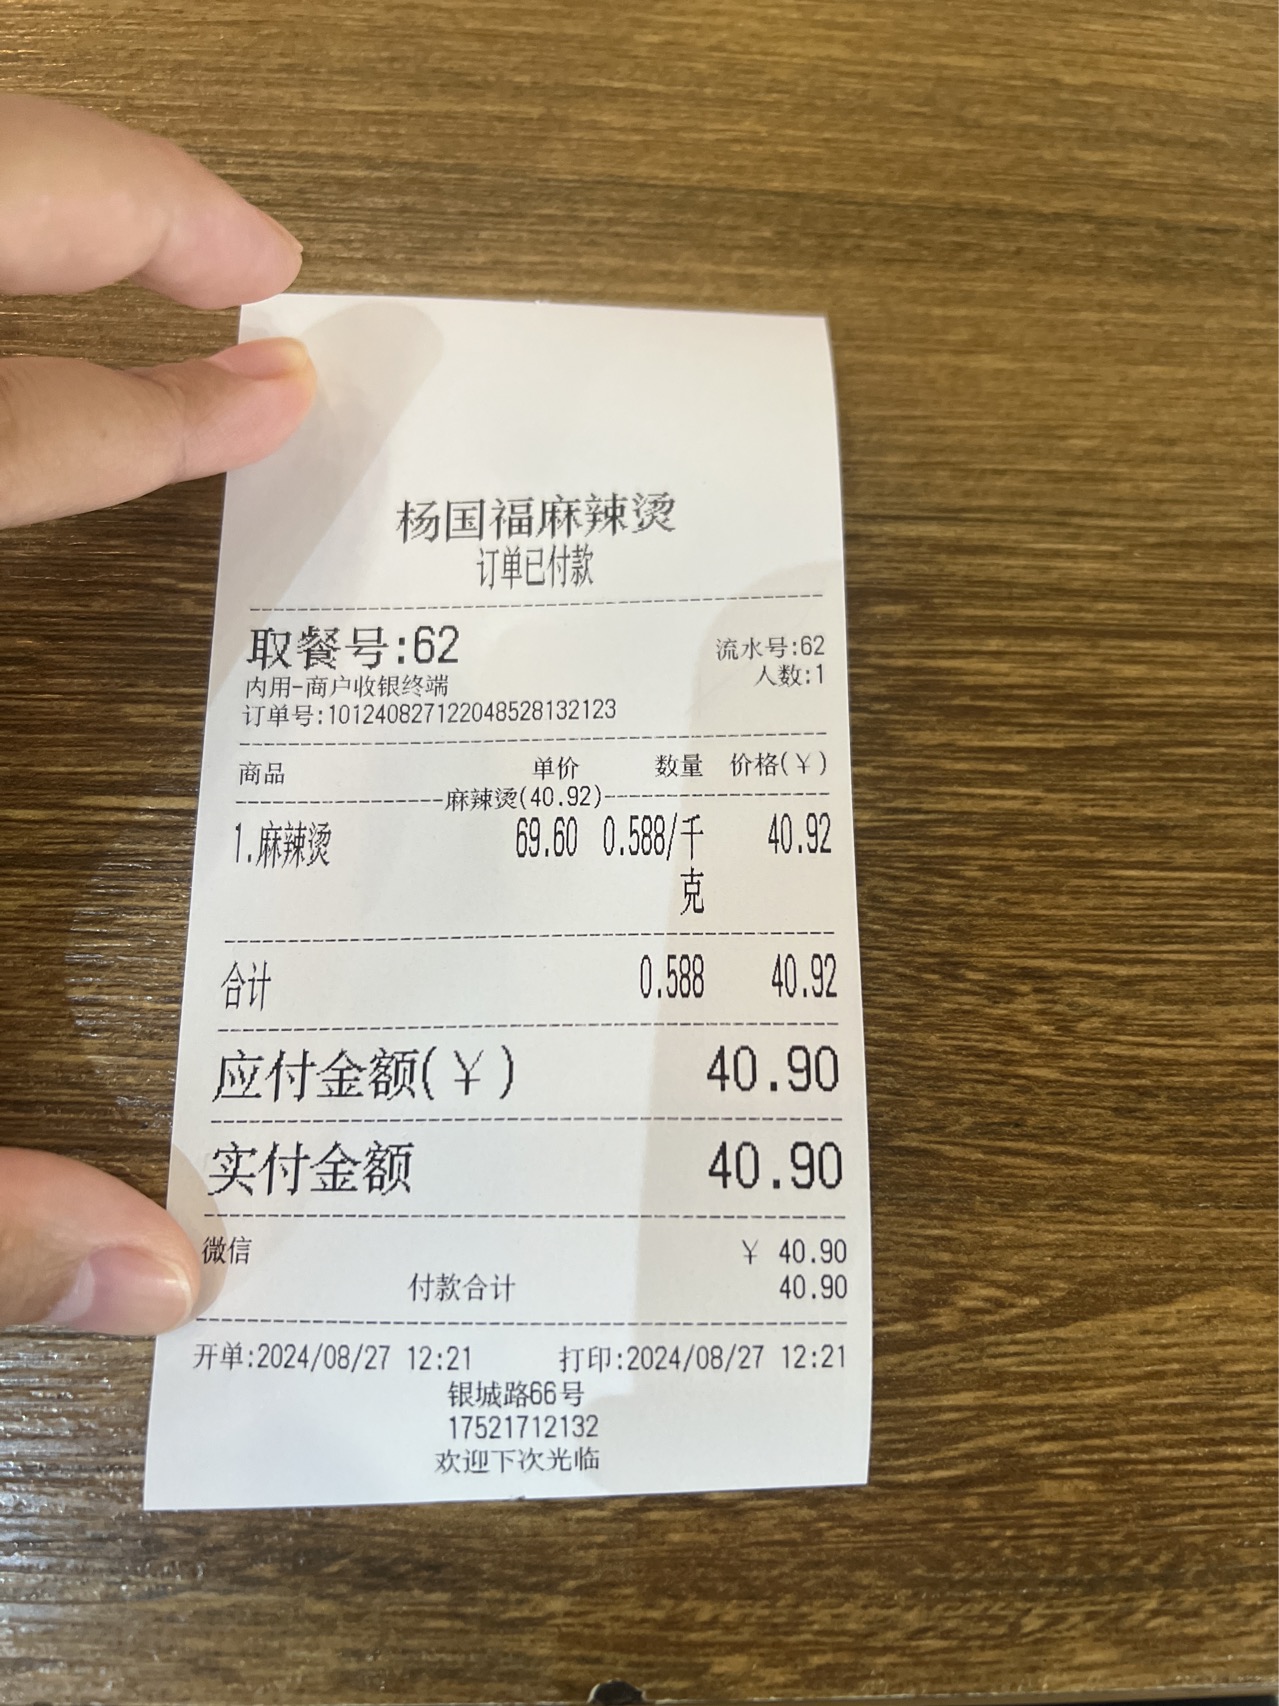 杨国福麻辣烫
订单已付款
取餐号:62 流水号:62
内用-商户收银终端 人数:1
订单号:101240827122048528132123
商品 单价 数量 价格(¥)
麻辣烫(40.92)
1.麻辣烫 69.60 0.588/千克 40.92
合计 0.588 40.92
应付金额(¥) 40.90
实付金额 40.90
微信 ¥ 40.90
付款合计 40.90
开单:2024/08/27 12:21 打印:2024/08/27 12:21
银城路66号
17521712132
欢迎下次光临